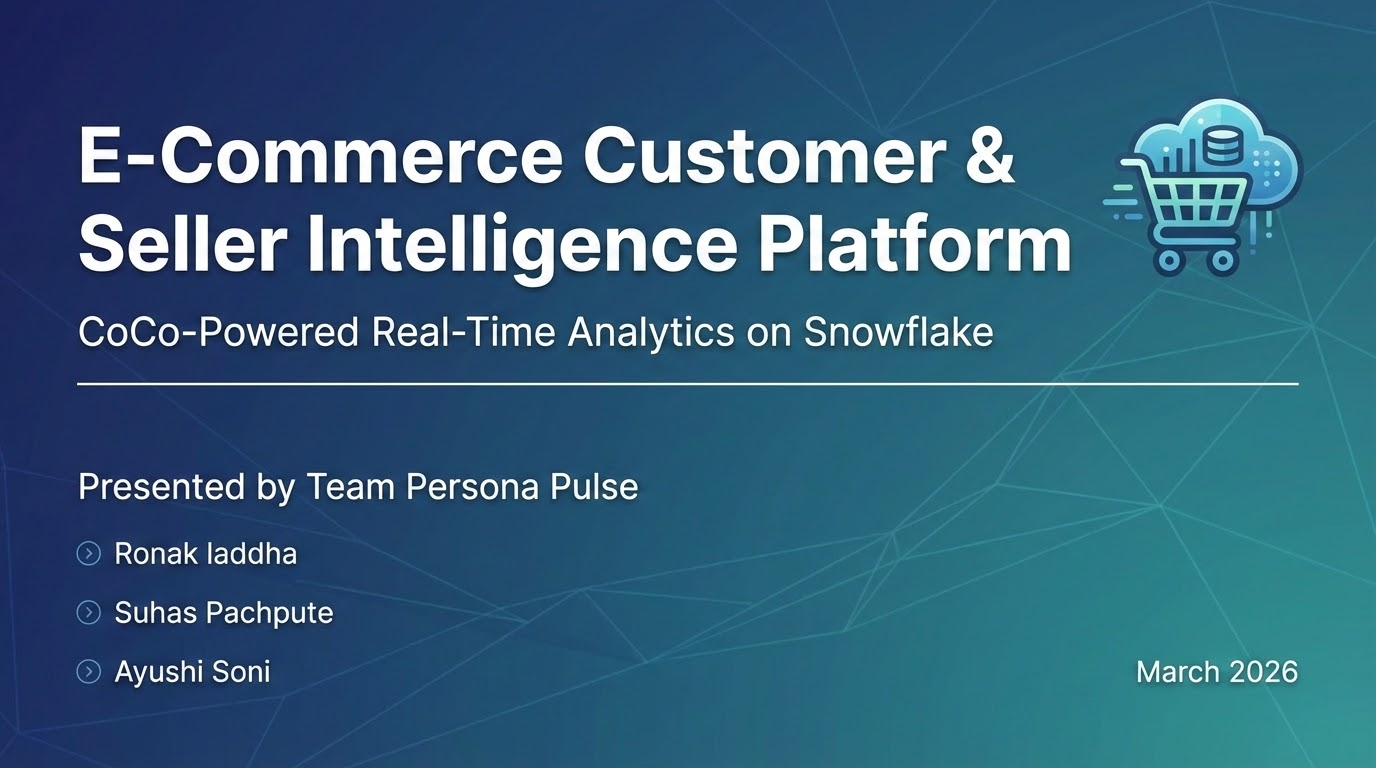 E-Commerce Customer &
Seller Intelligence Platform
CoCo-Powered Real-Time Analytics on Snowflake
Presented by Team Persona Pulse
Ronak laddha
Suhas Pachpute
Ayushi Soni
March 2026